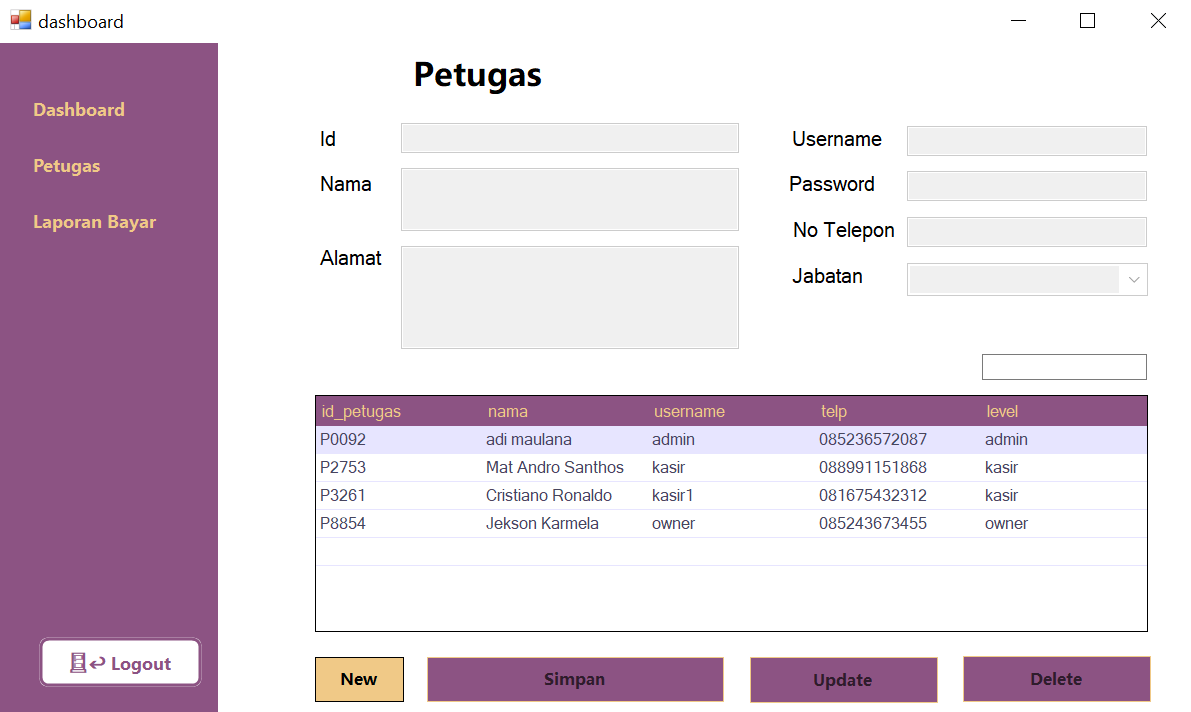 dashboard
Dashboard
Petugas
Laporan Bayar
Logout
Petugas
Id
Nama
Alamat
Username
Password
No Telepon
Jabatan
id_petugas nama username telp level
P0092 adi maulana admin 085236572087 admin
P2753 Mat Andro Santhos kasir 088991151868 kasir
P3261 Cristiano Ronaldo kasir1 081675432312 kasir
P8854 Jekson Karmela owner 085243673455 owner
New Simpan Update Delete